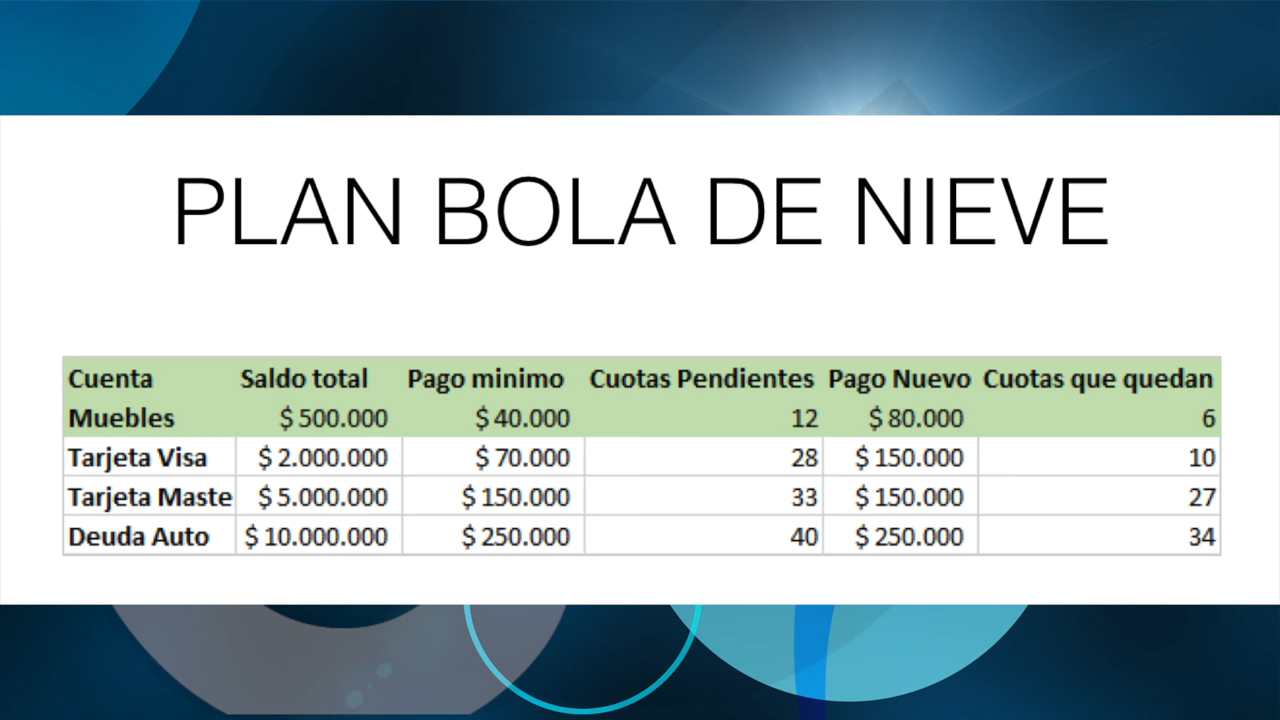 PLAN BOLA DE NIEVE
Cuenta Saldo total Pago minimo Cuotas Pendientes Pago Nuevo Cuotas que quedan
Muebles $ 500.000 $ 40.000 12 $ 80.000 6
Tarjeta Visa $ 2.000.000 $ 70.000 28 $ 150.000 10
Tarjeta Maste $ 5.000.000 $ 150.000 33 $ 150.000 27
Deuda Auto $ 10.000.000 $ 250.000 40 $ 250.000 34